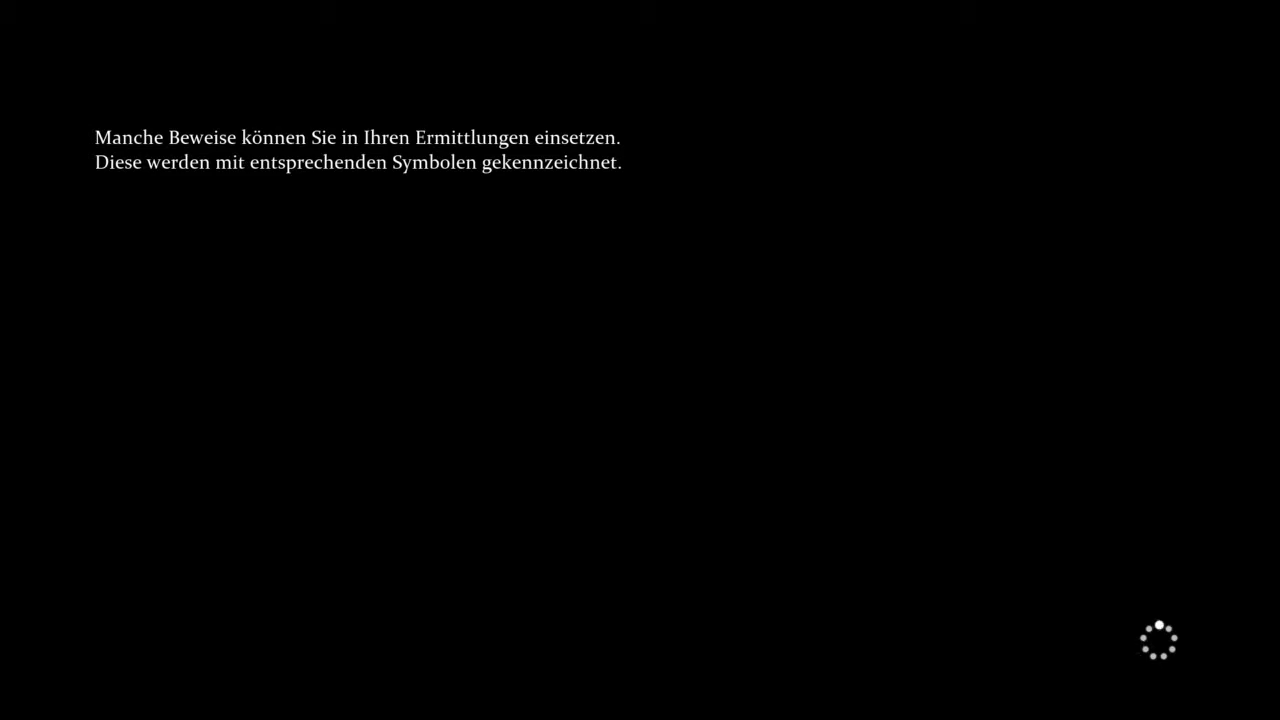 Manche Beweise können Sie in Ihren Ermittlungen einsetzen.
Diese werden mit entsprechenden Symbolen gekennzeichnet.